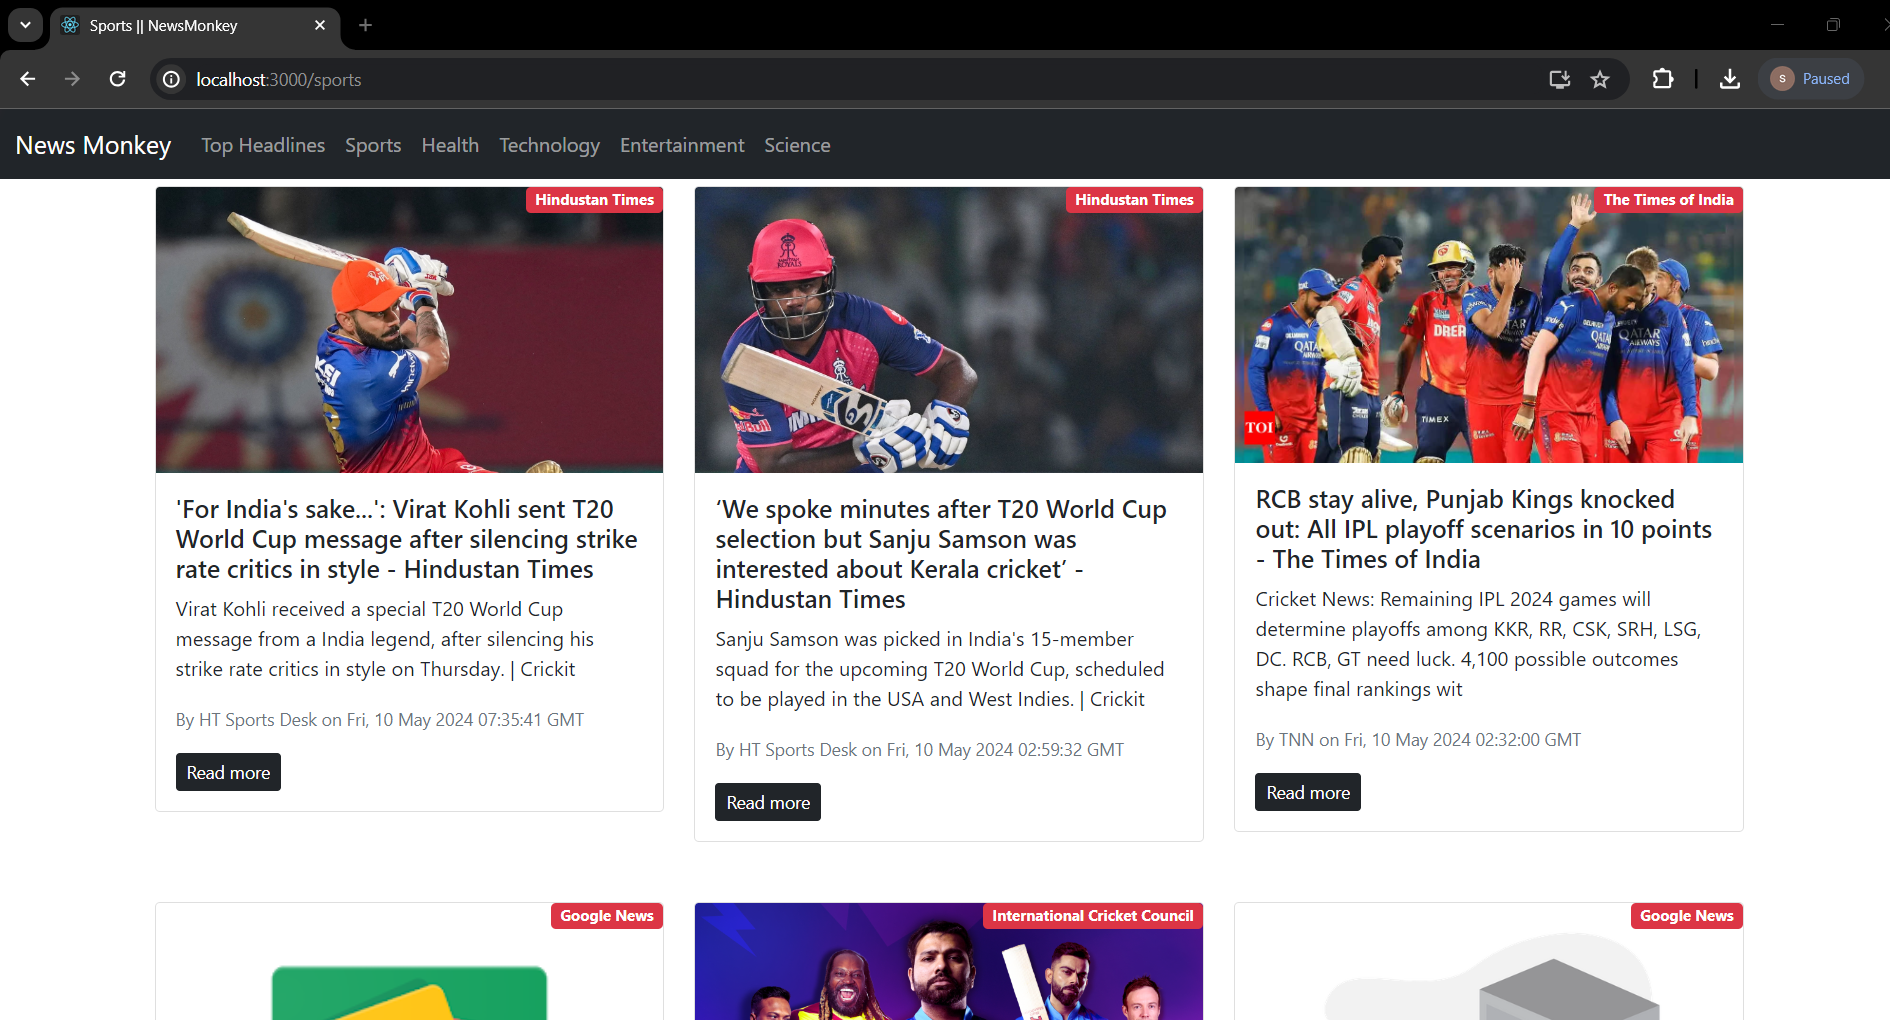 Sports || NewsMonkey
localhost:3000/sports
S
Paused
News Monkey
Top Headlines
Sports
Health
Technology
Entertainment
Science
Hindustan Times
'For India's sake...': Virat Kohli sent T20
World Cup message after silencing strike
rate critics in style - Hindustan Times
Virat Kohli received a special T20 World Cup
message from a India legend, after silencing his
strike rate critics in style on Thursday. | Crickit
By HT Sports Desk on Fri, 10 May 2024 07:35:41 GMT
Read more
Hindustan Times
ROYALS
‘We spoke minutes after T20 World Cup
selection but Sanju Samson was
interested about Kerala cricket’ -
Hindustan Times
Sanju Samson was picked in India's 15-member
squad for the upcoming T20 World Cup, scheduled
to be played in the USA and West Indies. | Crickit
By HT Sports Desk on Fri, 10 May 2024 02:59:32 GMT
Read more
The Times of India
QATAR
AIRWAYS
TIMEX
TOI
RCB stay alive, Punjab Kings knocked
out: All IPL playoff scenarios in 10 points
- The Times of India
Cricket News: Remaining IPL 2024 games will
determine playoffs among KKR, RR, CSK, SRH, LSG,
DC. RCB, GT need luck. 4,100 possible outcomes
shape final rankings wit
By TNN on Fri, 10 May 2024 02:32:00 GMT
Read more
Google News
International Cricket Council
Google News